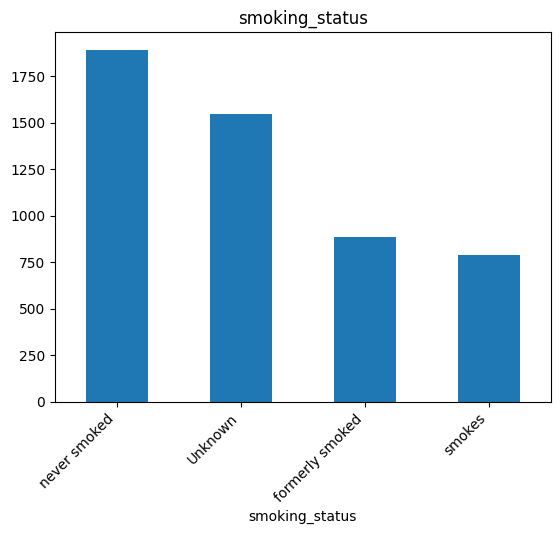 smoking_status
1750
1500
1250
1000
750
500
250
0
never smoked
Unknown
formerly smoked
smokes
smoking_status